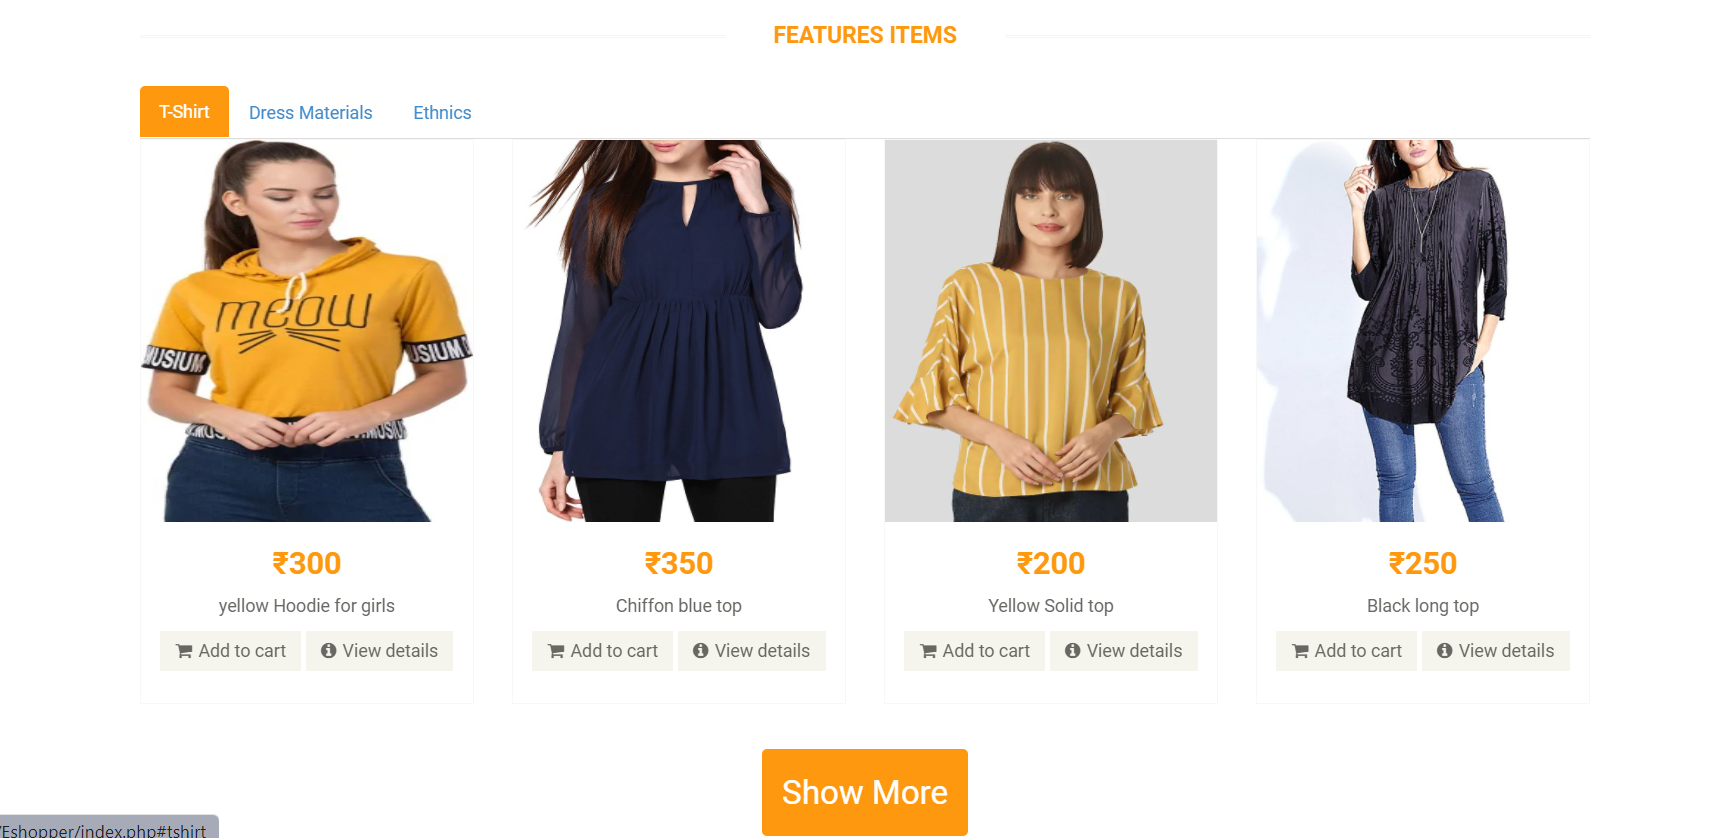 FEATURES ITEMS
T-Shirt Dress Materials Ethnics
meow
MUSIUM USIUM
₹300 ₹350 ₹200 ₹250
yellow Hoodie for girls Chiffon blue top Yellow Solid top Black long top
Add to cart View details Add to cart View details Add to cart View details Add to cart View details
Show More
/Eshopper/index.php#tshirt